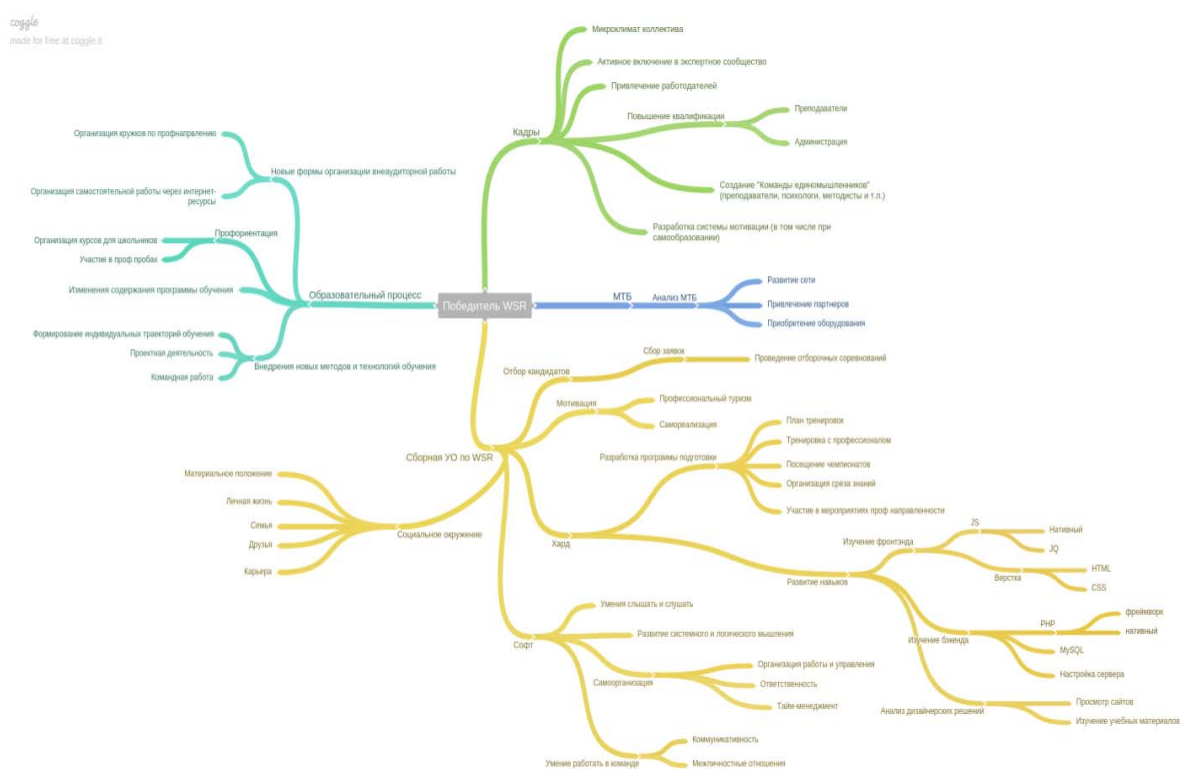 coggle
made for free at coggle.it
Победитель WSR
Кадры
Микроклимат коллектива
Активное включение в экспертное сообщество
Привлечение работодателей
Повышение квалификации
Преподаватели
Администрация
Создание "Команды единомышленников"
(преподаватели, психологи, методисты и т.п.)
Разработка системы мотивации (в том числе при
самообразовании)
МТБ
Анализ МТБ
Развитие сети
Привлечение партнеров
Приобретение оборудования
Образовательный процесс
Новые формы организации внеаудиторной работы
Организация кружков по профнапрвлению
Организация самостоятельной работы через интернет-
ресурсы
Профориентация
Организация курсов для школьников
Участие в проф пробах
Изменения содержания программы обучения
Внедрения новых методов и технологий обучения
Формирование индивидуальных траекторий обучения
Проектная деятельность
Командная работа
Сборная УО по WSR
Отбор кандидатов
Сбор заявок
Проведение отборочных соревнований
Мотивация
Профессиональный туризм
Самореализация
Хард
Разработка программы подготовки
План тренировок
Тренировка с профессионалом
Посещение чемпионатов
Организация среза знаний
Участие в мероприятиях проф направленности
Развитие навыков
Изучение фронтэнда
JS
Нативный
JQ
Верстка
HTML
CSS
Изучение бэкенда
PHP
фреймворк
нативный
MySQL
Настройка сервера
Анализ дизайнерских решений
Просмотр сайтов
Изучение учебных материалов
Социальное окружение
Материальное положение
Личная жизнь
Семья
Друзья
Карьера
Софт
Умения слышать и слушать
Развитие системного и логического мышления
Самоорганизация
Организация работы и управления
Ответственность
Тайм-менеджмент
Умение работать в команде
Коммуникативность
Межличностные отношения